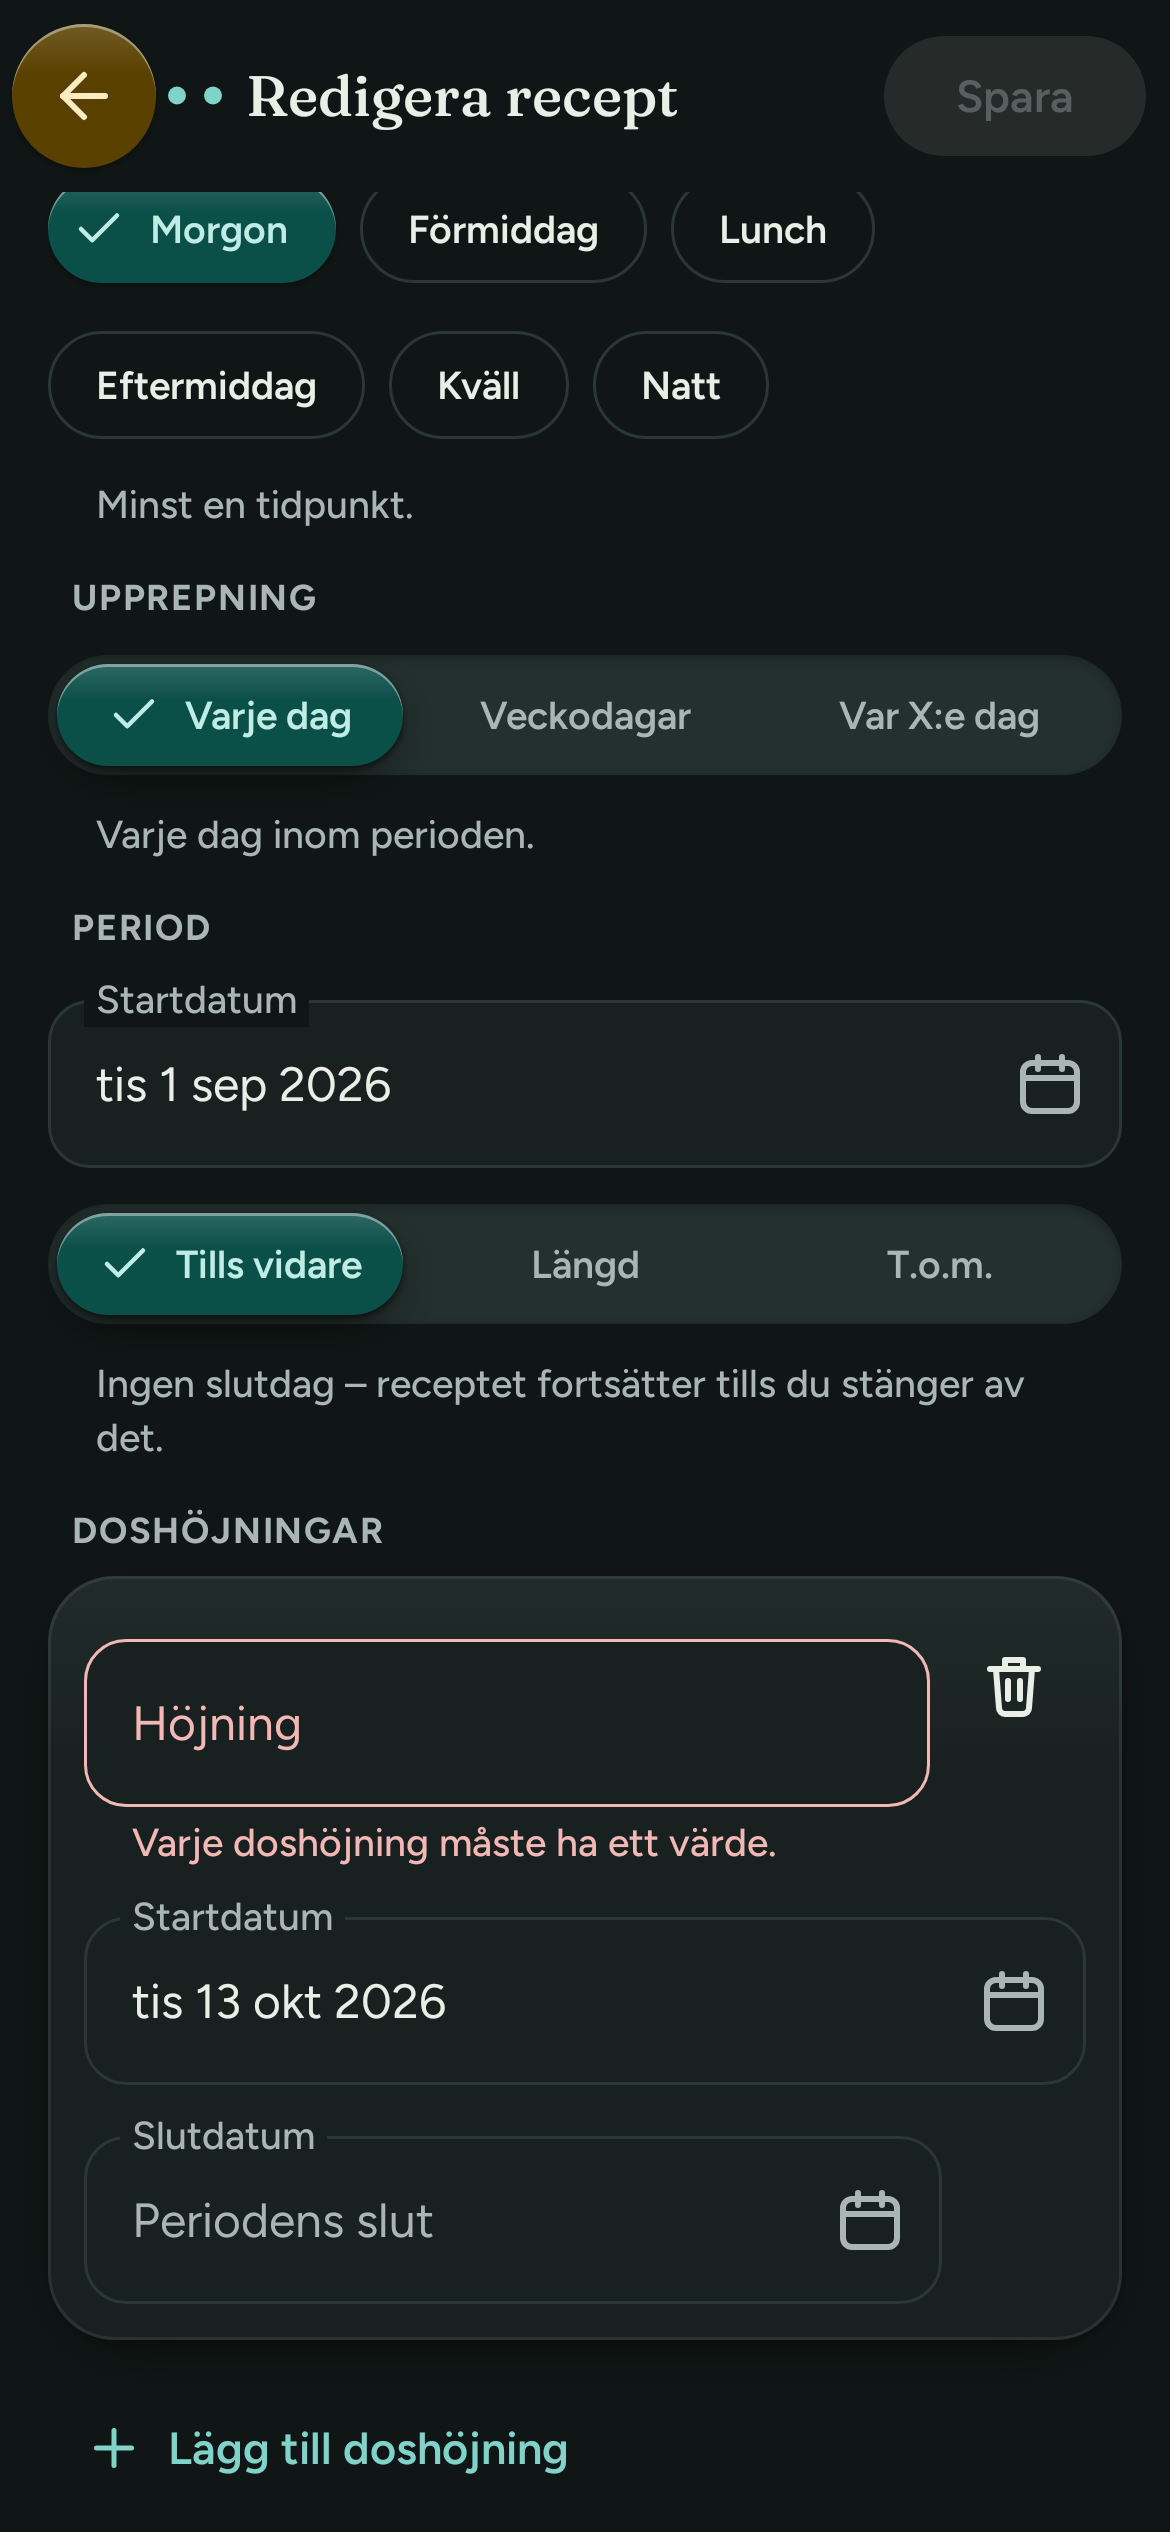 Redigera recept
Spara
Morgon
Förmiddag
Lunch
Eftermiddag
Kväll
Natt
Minst en tidpunkt.
UPPREPNING
Varje dag
Veckodagar
Var X:e dag
Varje dag inom perioden.
PERIOD
Startdatum
tis 1 sep 2026
Tills vidare
Längd
T.o.m.
Ingen slutdag – receptet fortsätter tills du stänger av
det.
DOSHÖJNINGAR
Höjning
Varje doshöjning måste ha ett värde.
Startdatum
tis 13 okt 2026
Slutdatum
Periodens slut
Lägg till doshöjning